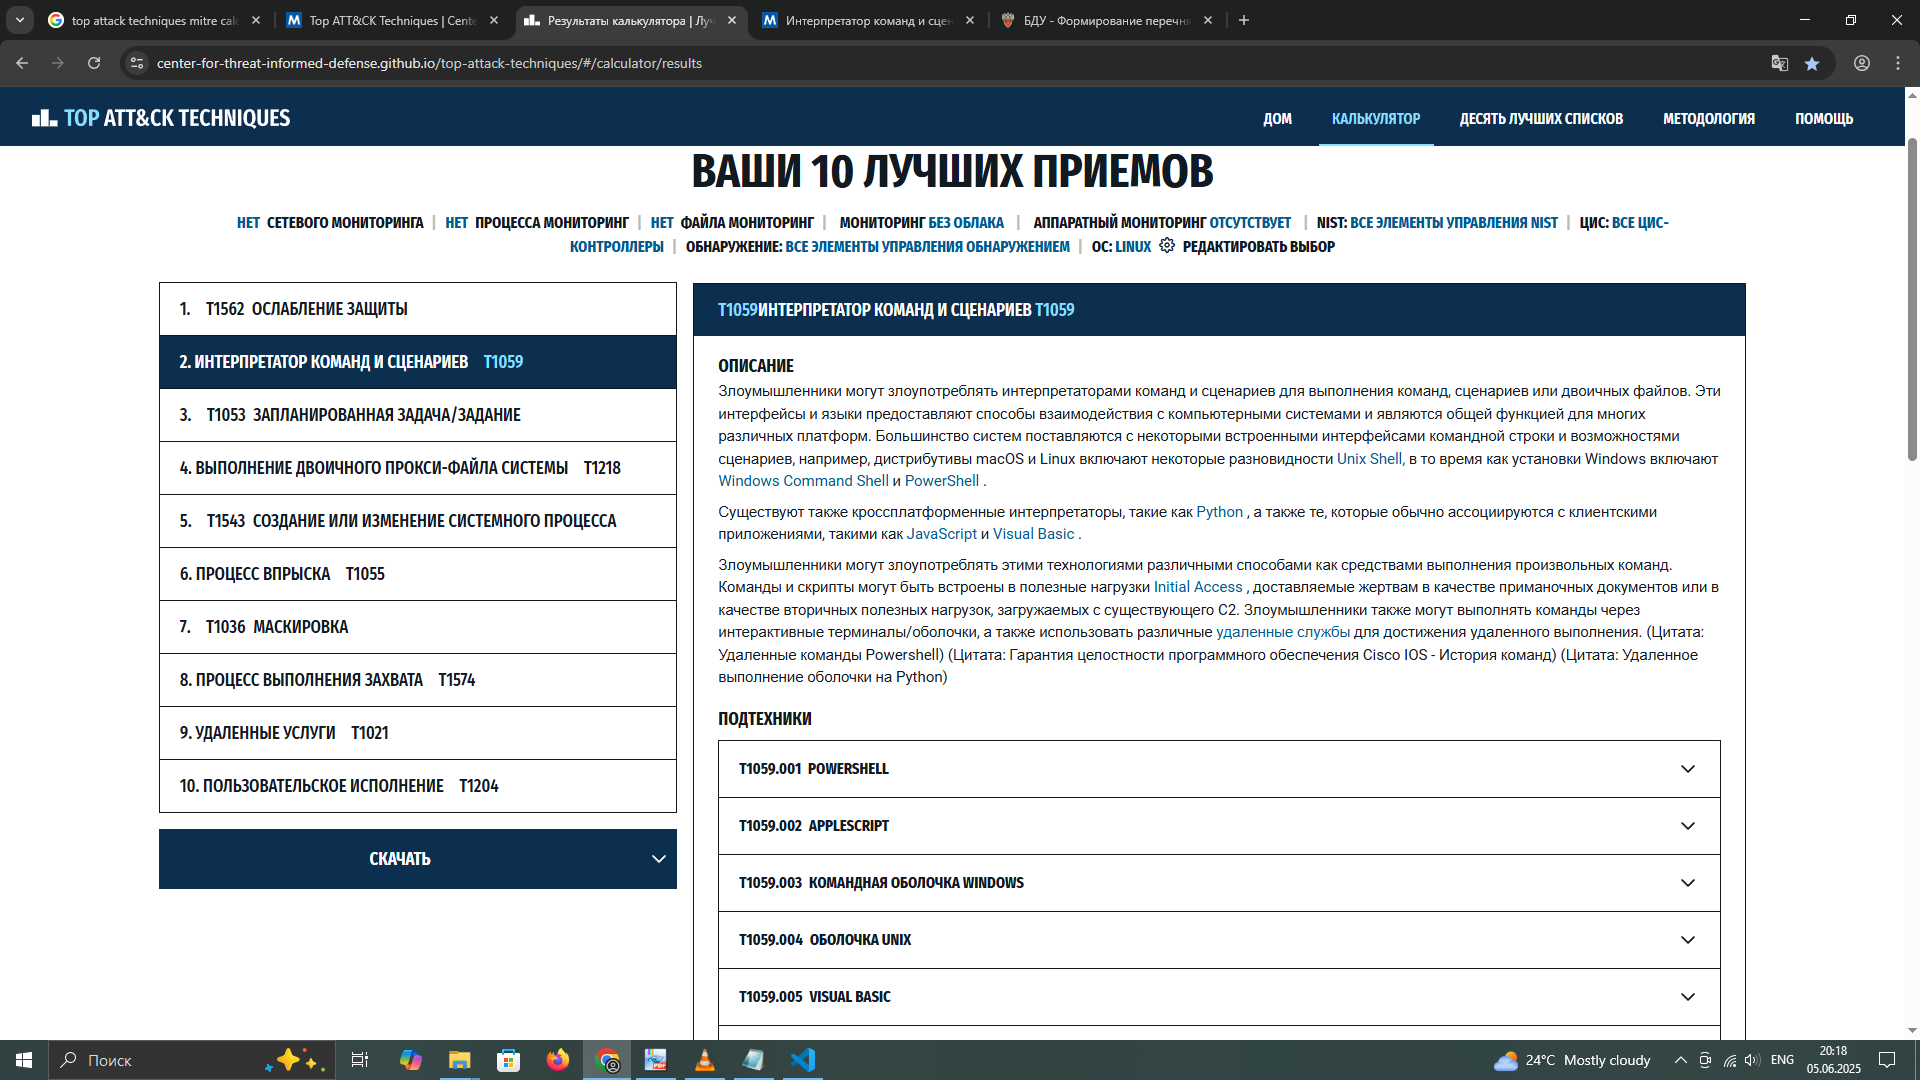 top attack techniques mitre cal
Top ATT&CK Techniques | Cente
Результаты калькулятора | Лу
Интерпретатор команд и сцен
БДУ - Формирование перечня
center-for-threat-informed-defense.github.io/top-attack-techniques/#/calculator/results
TOP ATT&CK TECHNIQUES
ДОМ
КАЛЬКУЛЯТОР
ДЕСЯТЬ ЛУЧШИХ СПИСКОВ
МЕТОДОЛОГИЯ
ПОМОЩЬ
ВАШИ 10 ЛУЧШИХ ПРИЕМОВ
НЕТ СЕТЕВОГО МОНИТОРИНГА | НЕТ ПРОЦЕССА МОНИТОРИНГ | НЕТ ФАЙЛА МОНИТОРИНГ | МОНИТОРИНГ БЕЗ ОБЛАКА | АППАРАТНЫЙ МОНИТОРИНГ ОТСУТСТВУЕТ | NIST: ВСЕ ЭЛЕМЕНТЫ УПРАВЛЕНИЯ NIST | ЦИС: ВСЕ ЦИС-
КОНТРОЛЛЕРЫ | ОБНАРУЖЕНИЕ: ВСЕ ЭЛЕМЕНТЫ УПРАВЛЕНИЯ ОБНАРУЖЕНИЕМ | ОС: LINUX РЕДАКТИРОВАТЬ ВЫБОР
1. T1562 ОСЛАБЛЕНИЕ ЗАЩИТЫ
2. ИНТЕРПРЕТАТОР КОМАНД И СЦЕНАРИЕВ T1059
3. T1053 ЗАПЛАНИРОВАННАЯ ЗАДАЧА/ЗАДАНИЕ
4. ВЫПОЛНЕНИЕ ДВОИЧНОГО ПРОКСИ-ФАЙЛА СИСТЕМЫ T1218
5. T1543 СОЗДАНИЕ ИЛИ ИЗМЕНЕНИЕ СИСТЕМНОГО ПРОЦЕССА
6. ПРОЦЕСС ВПРЫСКА T1055
7. T1036 МАСКИРОВКА
8. ПРОЦЕСС ВЫПОЛНЕНИЯ ЗАХВАТА T1574
9. УДАЛЕННЫЕ УСЛУГИ T1021
10. ПОЛЬЗОВАТЕЛЬСКОЕ ИСПОЛНЕНИЕ T1204
СКАЧАТЬ
T1059ИНТЕРПРЕТАТОР КОМАНД И СЦЕНАРИЕВ T1059
ОПИСАНИЕ
Злоумышленники могут злоупотреблять интерпретаторами команд и сценариев для выполнения команд, сценариев или двоичных файлов. Эти
интерфейсы и языки предоставляют способы взаимодействия с компьютерными системами и являются общей функцией для многих
различных платформ. Большинство систем поставляются с некоторыми встроенными интерфейсами командной строки и возможностями
сценариев, например, дистрибутивы macOS и Linux включают некоторые разновидности Unix Shell, в то время как установки Windows включают
Windows Command Shell и PowerShell .
Существуют также кроссплатформенные интерпретаторы, такие как Python , а также те, которые обычно ассоциируются с клиентскими
приложениями, такими как JavaScript и Visual Basic .
Злоумышленники могут злоупотреблять этими технологиями различными способами как средствами выполнения произвольных команд.
Команды и скрипты могут быть встроены в полезные нагрузки Initial Access , доставляемые жертвам в качестве приманочных документов или в
качестве вторичных полезных нагрузок, загружаемых с существующего C2. Злоумышленники также могут выполнять команды через
интерактивные терминалы/оболочки, а также использовать различные удаленные службы для достижения удаленного выполнения. (Цитата:
Удаленные команды Powershell) (Цитата: Гарантия целостности программного обеспечения Cisco IOS - История команд) (Цитата: Удаленное
выполнение оболочки на Python)
ПОДТЕХНИКИ
T1059.001 POWERSHELL
T1059.002 APPLESCRIPT
T1059.003 КОМАНДНАЯ ОБОЛОЧКА WINDOWS
T1059.004 ОБОЛОЧКА UNIX
T1059.005 VISUAL BASIC
Поиск
24°C Mostly cloudy
ENG
20:18
05.06.2025